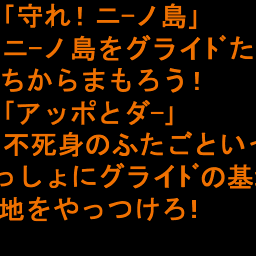 「守れ!ニーノ島」
ニーノ島をグライドﾞた
ちからまもろう!
「アッポとダー」
不死身のふたごといっ
っしょにグライドﾞの基
地をやっつけろ!